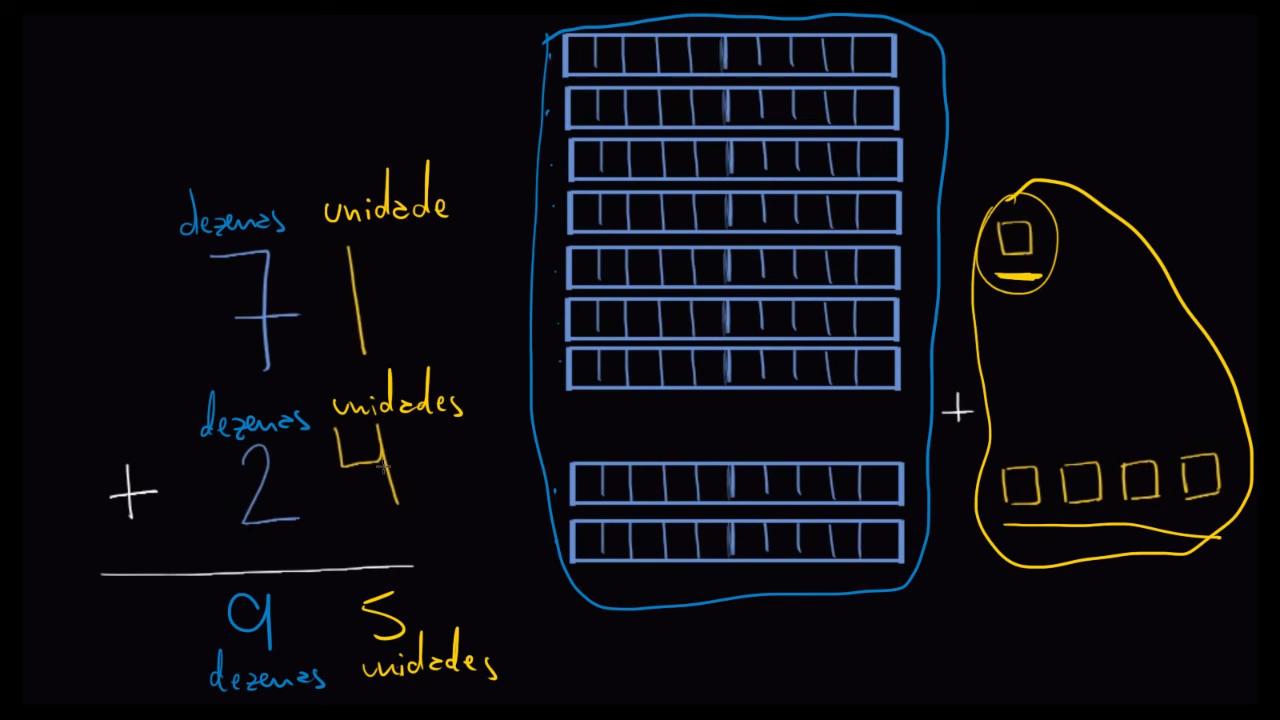 dezenas unidade
7 1
dezenas unidades
+ 2 4
9 5
dezenas unidades
+